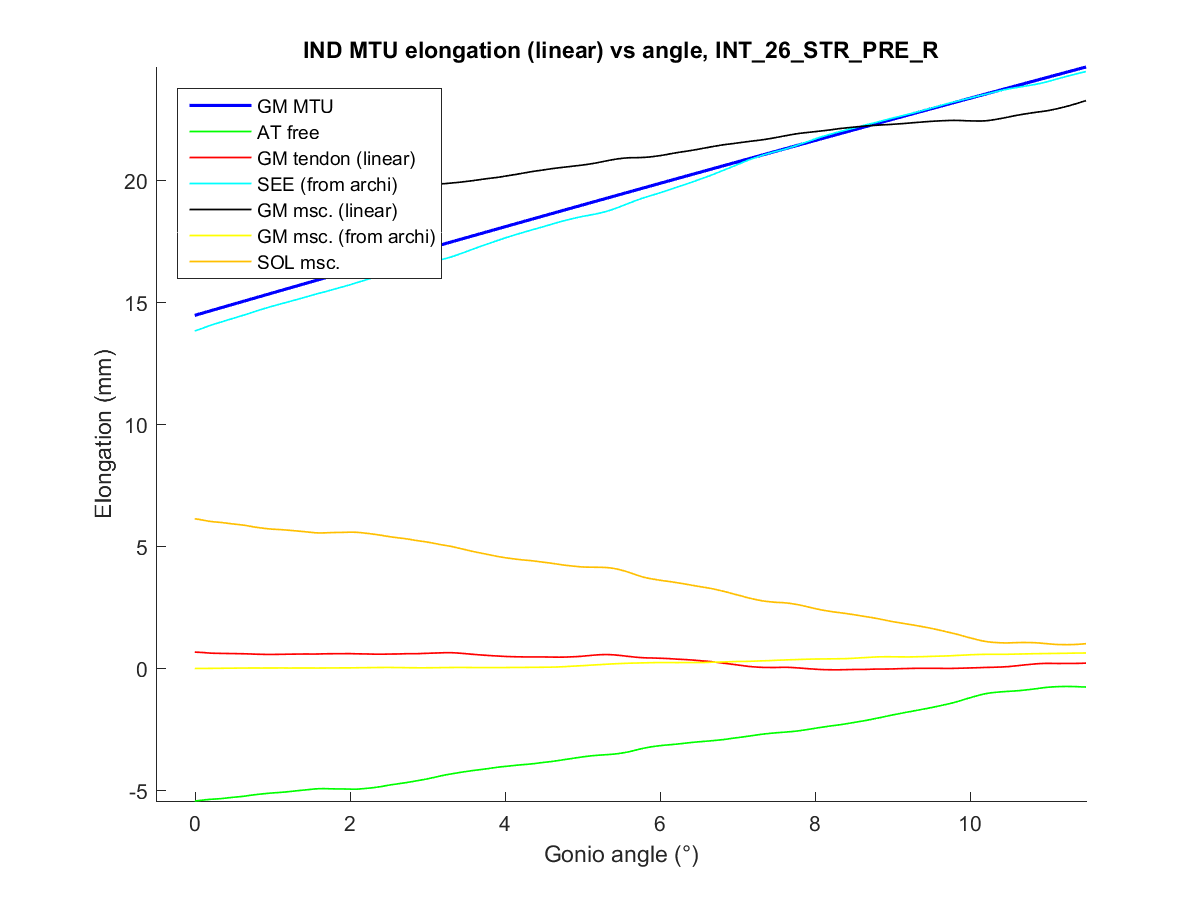 IND MTU elongation (linear) vs angle, INT_26_STR_PRE_R
GM MTU
AT free
GM tendon (linear)
SEE (from archi)
GM msc. (linear)
GM msc. (from archi)
SOL msc.
Elongation (mm)
20
15
10
5
0
-5
0 2 4 6 8 10
Gonio angle (°)